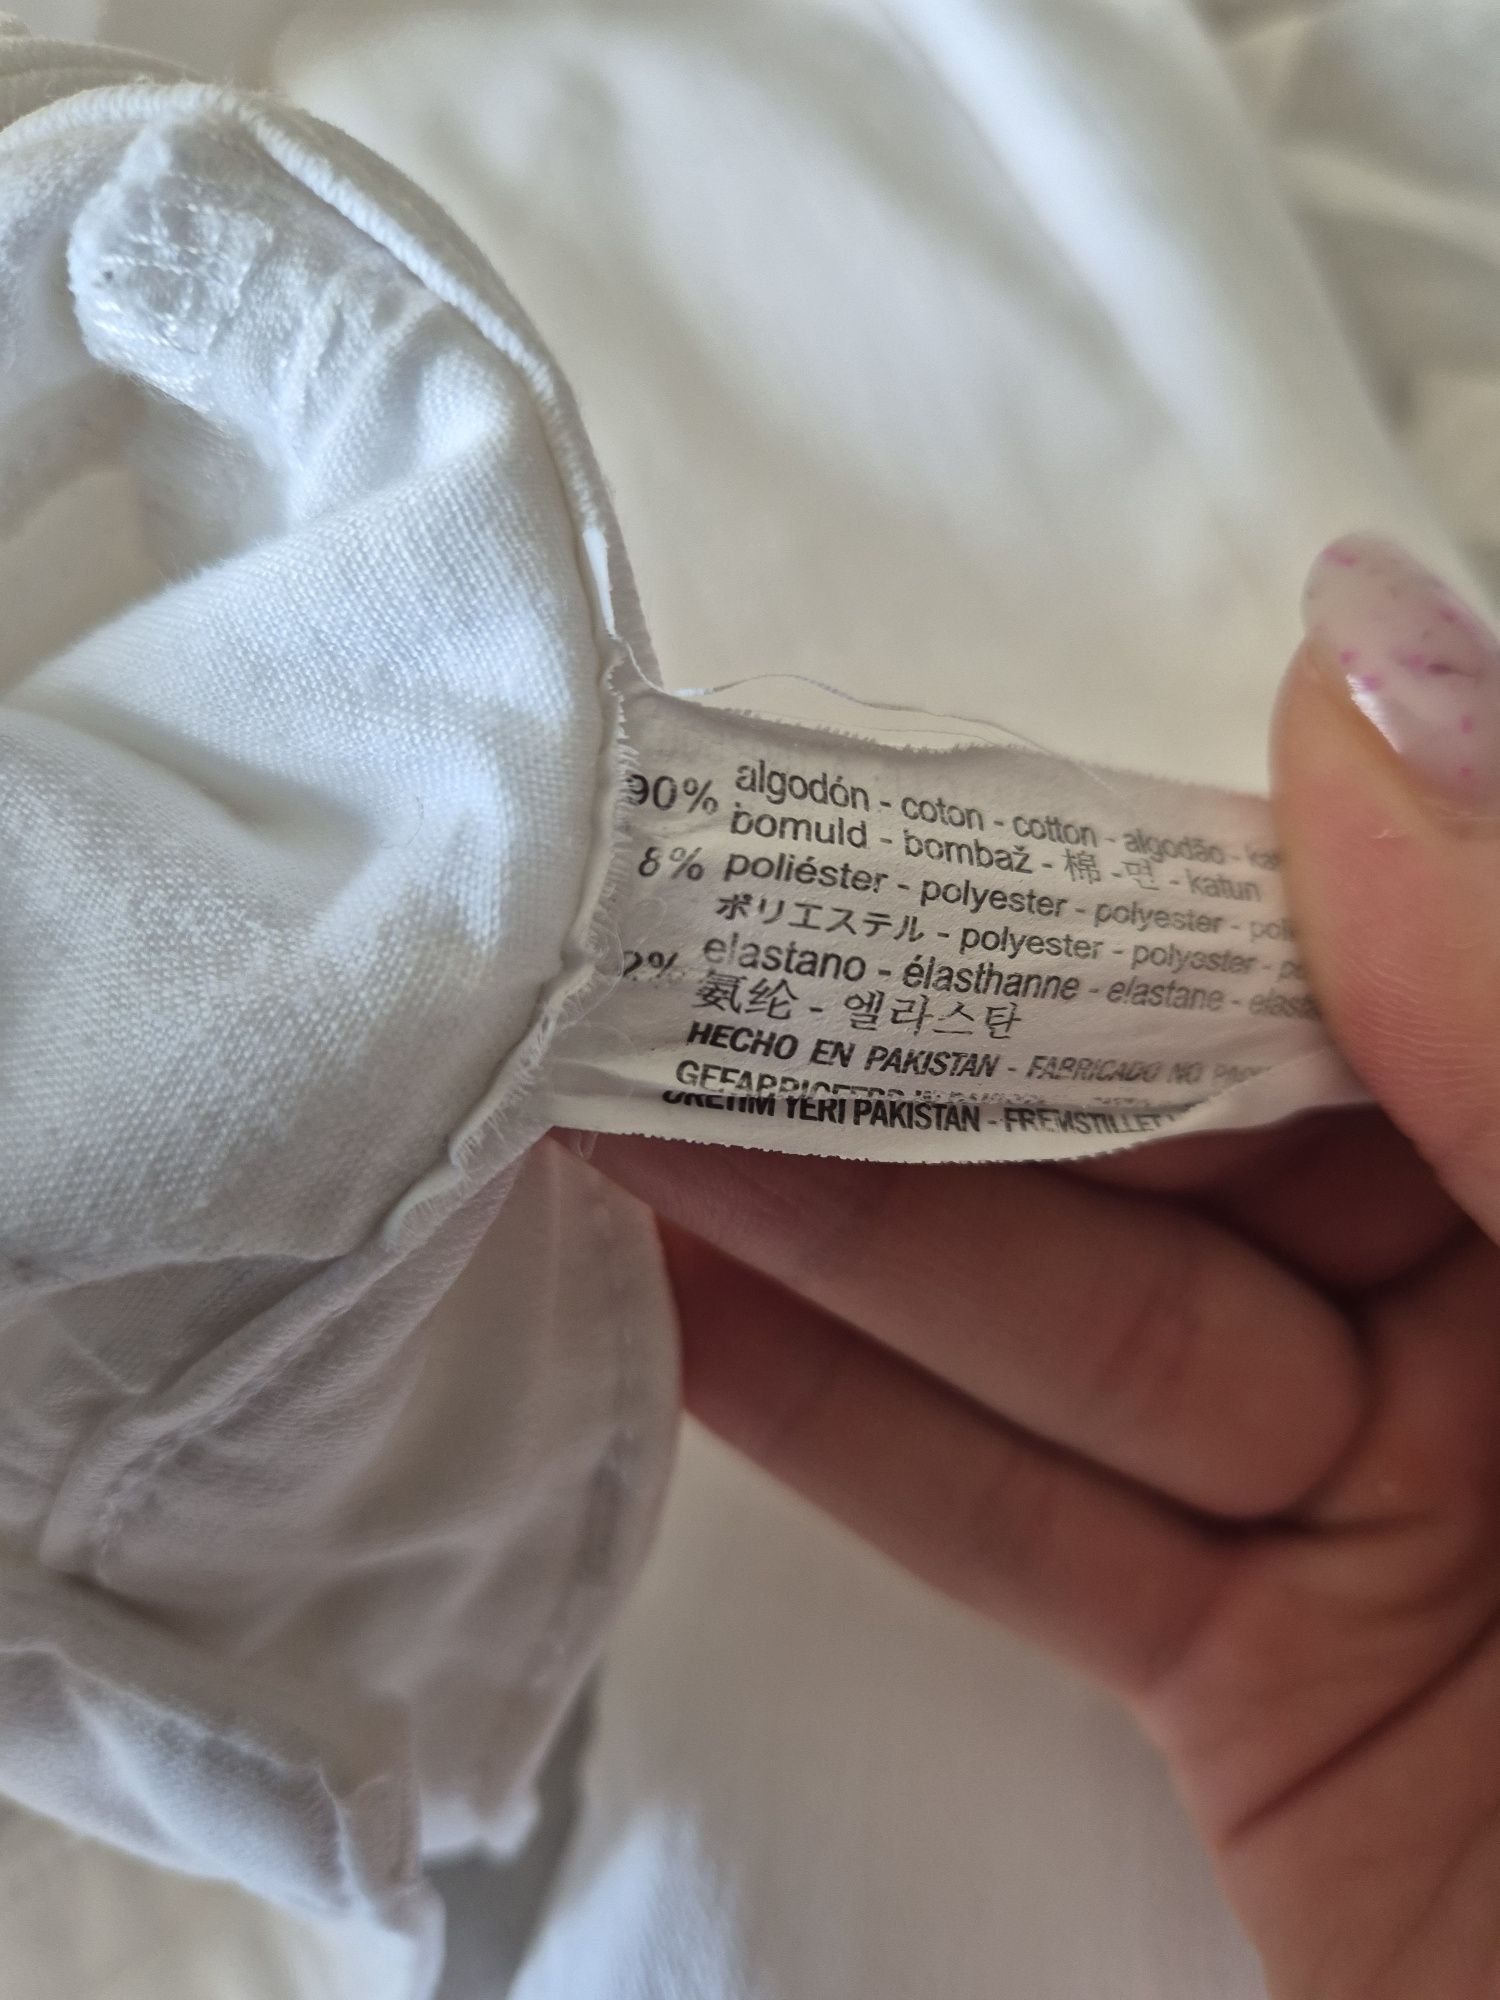 90% algodón - coton - cotton - algodão -
bomuld - bombaž - 棉 - 면 - katun
8% poliéster - polyester - polyester -
ポリエステル - polyester - polyester -
2% elastano - élasthanne - elastane -
氨纶 - 엘라스탄
HECHO EN PAKISTAN - FABRICADO NO
YERI PAKISTAN - FREMSTILLET